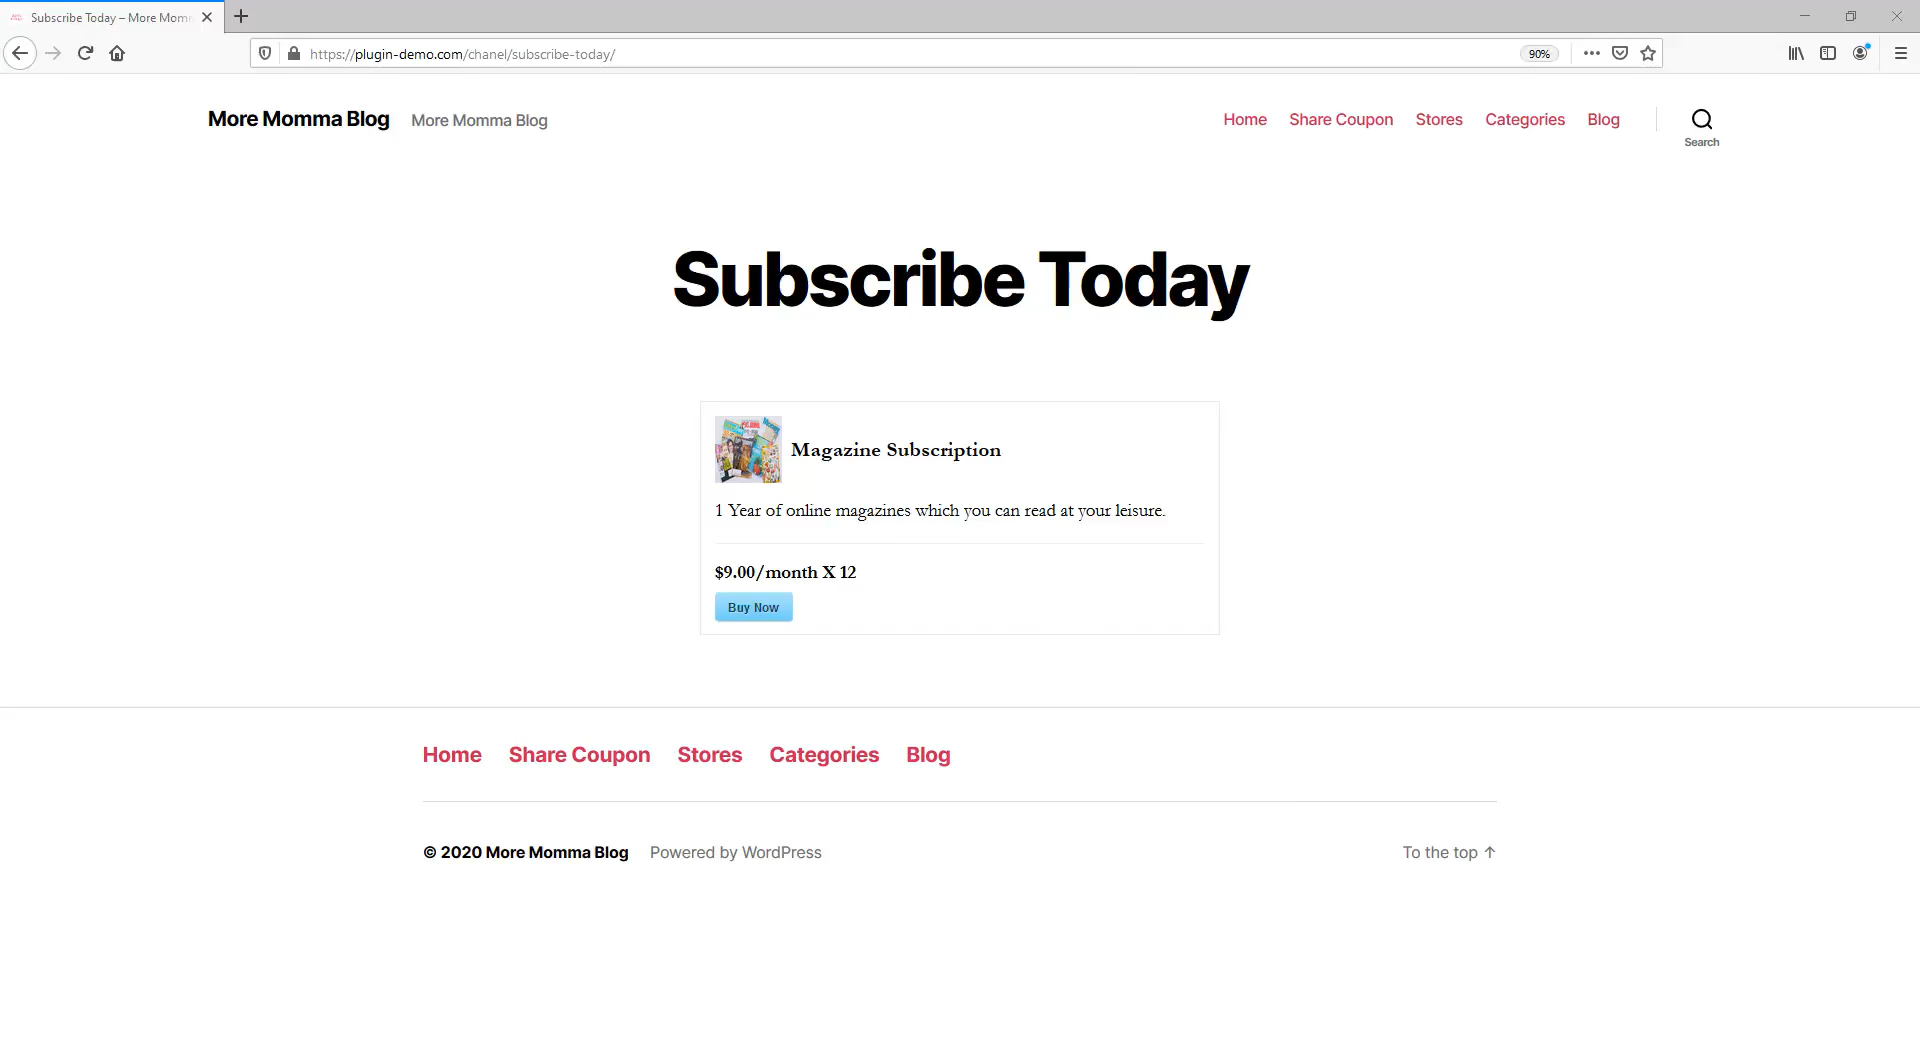 Subscribe Today – More Mom
https://plugin-demo.com/chanel/subscribe-today/
90%
More Momma Blog More Momma Blog
Home Share Coupon Stores Categories Blog
Search
Subscribe Today
Magazine Subscription
1 Year of online magazines which you can read at your leisure.
$9.00/month X 12
Buy Now
Home Share Coupon Stores Categories Blog
© 2020 More Momma Blog Powered by WordPress
To the top ↑